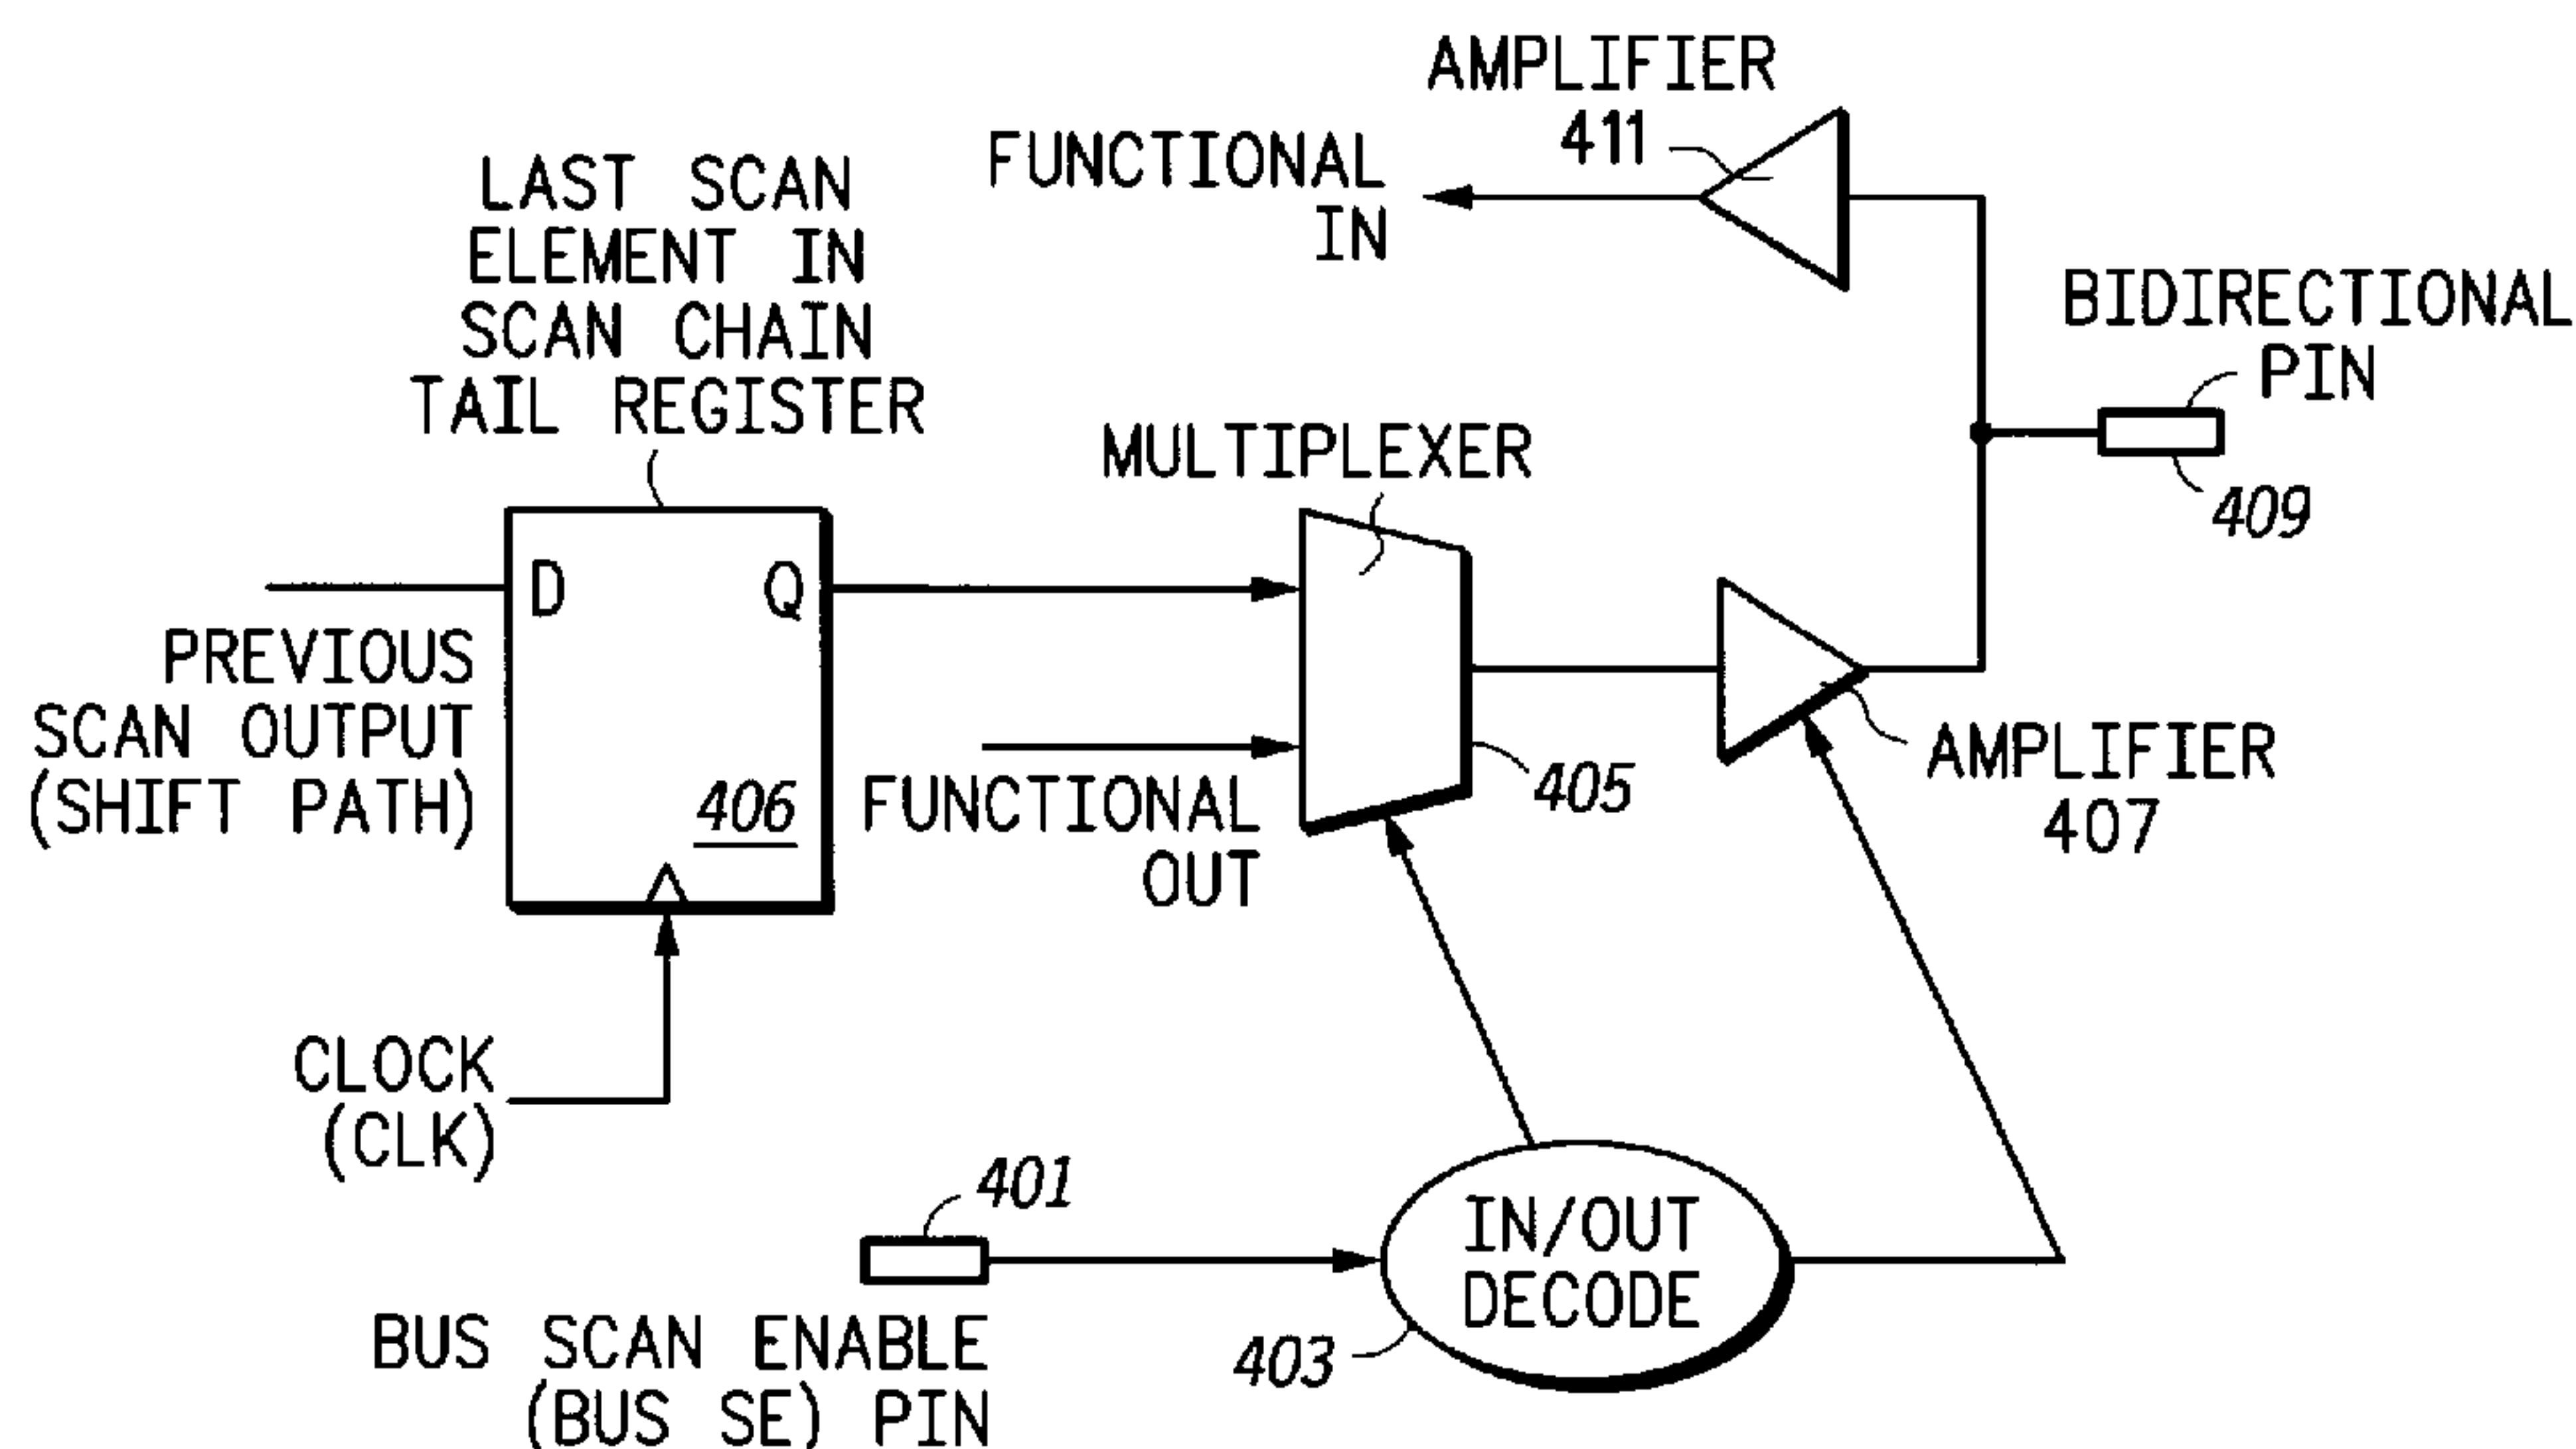 AMPLIFIER
411
FUNCTIONAL
IN
LAST SCAN
ELEMENT IN
SCAN CHAIN
TAIL REGISTER
BIDIRECTIONAL
PIN
409
MULTIPLEXER
D
Q
PREVIOUS
SCAN OUTPUT
(SHIFT PATH)
406
FUNCTIONAL
OUT
405
AMPLIFIER
407
CLOCK
(CLK)
401
BUS SCAN ENABLE
(BUS SE) PIN
IN/OUT
DECODE
403